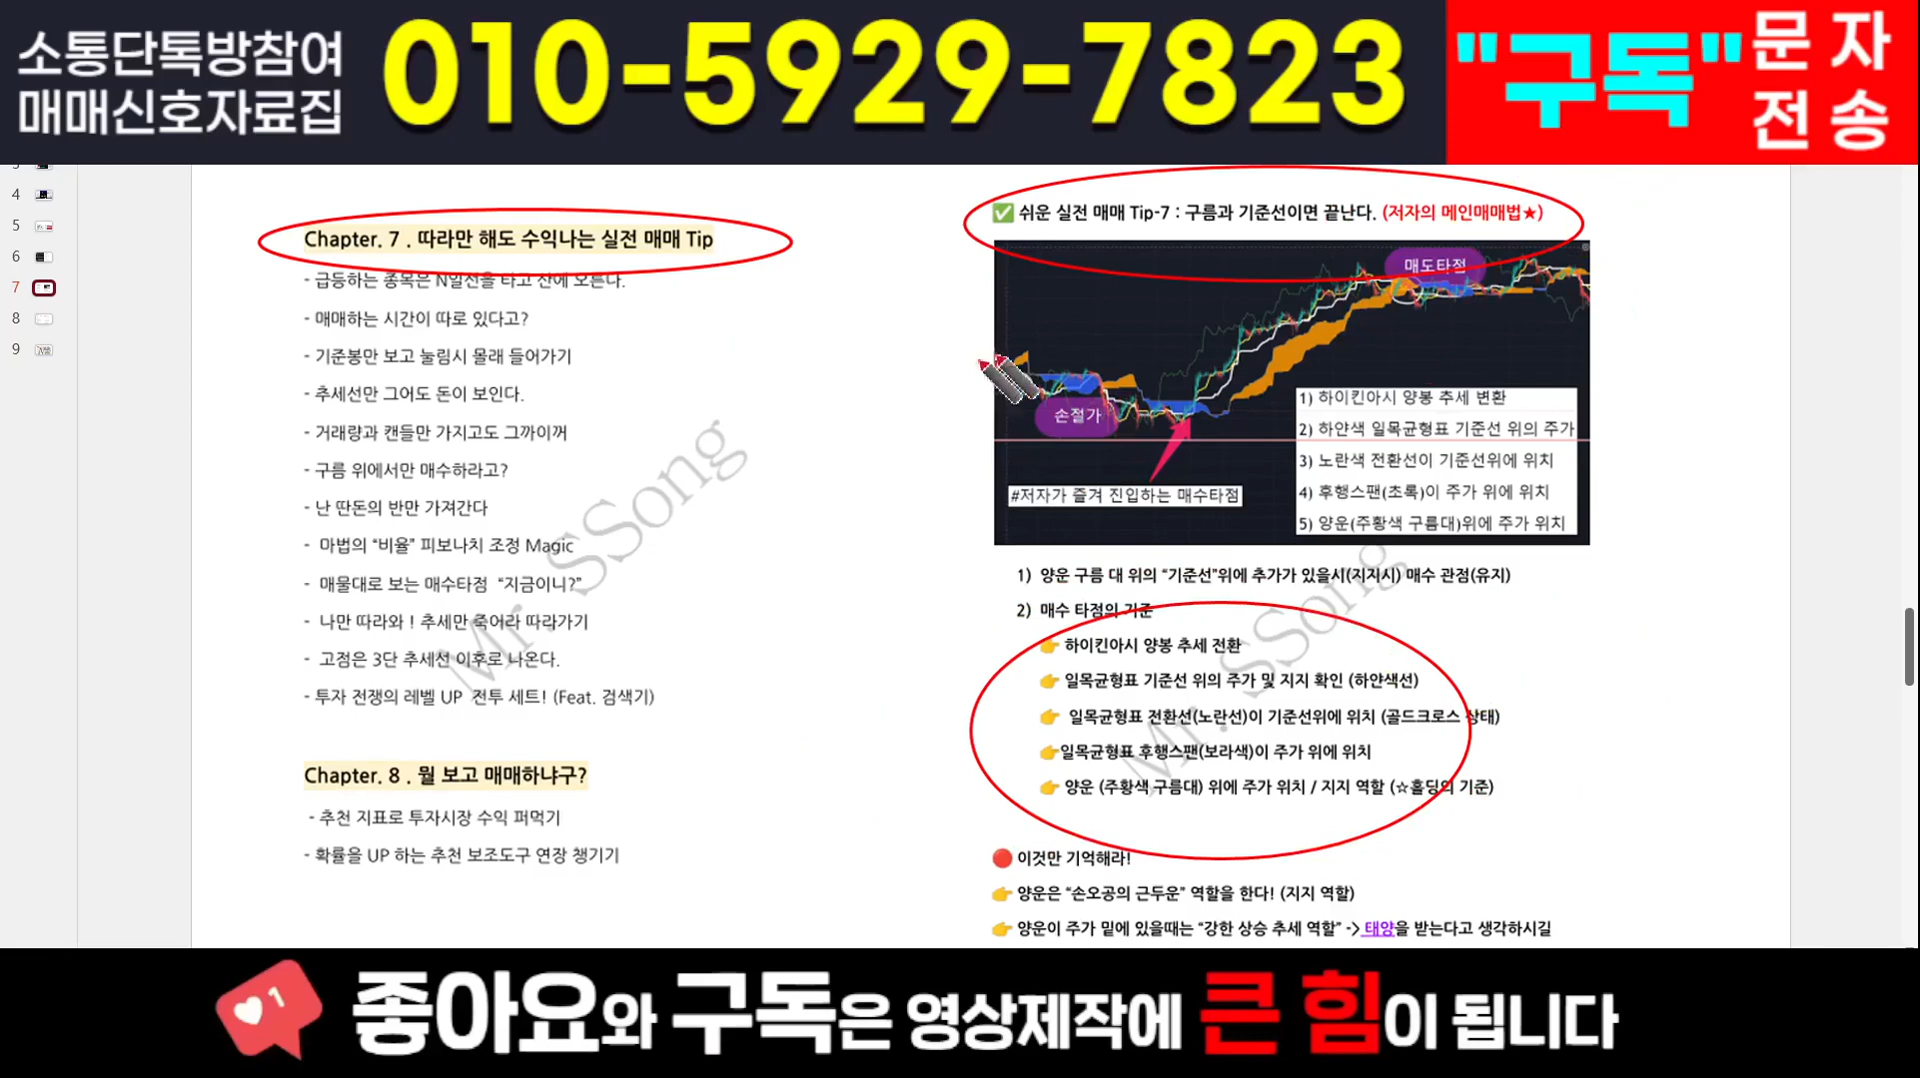 소통단톡방참여
매매신호자료집
010-5929-7823
"구독"
문자
전송
4
5
6
7
8
9
Chapter. 7 . 따라만 해도 수익나는 실전 매매 Tip
- 급등하는 종목은 N일선을 타고 산에 오른다.
- 매매하는 시간이 따로 있다고?
- 기준봉만 보고 눌림시 몰래 들어가기
- 추세선만 그어도 돈이 보인다.
- 거래량과 캔들만 가지고도 그까이꺼
- 구름 위에서만 매수하라고?
- 난 딴돈의 반만 가져간다
- 마법의 “비율” 피보나치 조정 Magic
- 매물대로 보는 매수타점 “지금이니?”
- 나만 따라와 ! 추세만 죽어라 따라가기
- 고점은 3단 추세선 이후로 나온다.
- 투자 전쟁의 레벨 UP 전투 세트! (Feat. 검색기)
Chapter. 8 . 뭘 보고 매매하냐구?
- 추천 지표로 투자시장 수익 퍼먹기
- 확률을 UP 하는 추천 보조도구 연장 챙기기
Mr. SSong
✅ 쉬운 실전 매매 Tip-7 : 구름과 기준선이면 끝난다. (저자의 메인매매법★)
매도타점
손절가
#저자가 즐겨 진입하는 매수타점
1) 하이킨아시 양봉 추세 변환
2) 하얀색 일목균형표 기준선 위의 주가
3) 노란색 전환선이 기준선위에 위치
4) 후행스팬(초록)이 주가 위에 위치
5) 양운(주황색 구름대)위에 주가 위치
1) 양운 구름 대 위의 “기준선”위에 추가가 있을시(지지시) 매수 관점(유지)
2) 매수 타점의 기준
👉 하이킨아시 양봉 추세 전환
👉 일목균형표 기준선 위의 주가 및 지지 확인 (하얀색선)
👉 일목균형표 전환선(노란선)이 기준선위에 위치 (골드크로스 상태)
👉일목균형표 후행스팬(보라색)이 주가 위에 위치
👉 양운 (주황색 구름대) 위에 주가 위치 / 지지 역할 (☆홀딩의 기준)
Mr. SSong
🔴 이것만 기억해라!
👉 양운은 “손오공의 근두운” 역할을 한다! (지지 역할)
👉 양운이 주가 밑에 있을때는 “강한 상승 추세 역할” -> 태양을 받는다고 생각하시길
1
좋아요와 구독은 영상제작에 큰 힘이 됩니다